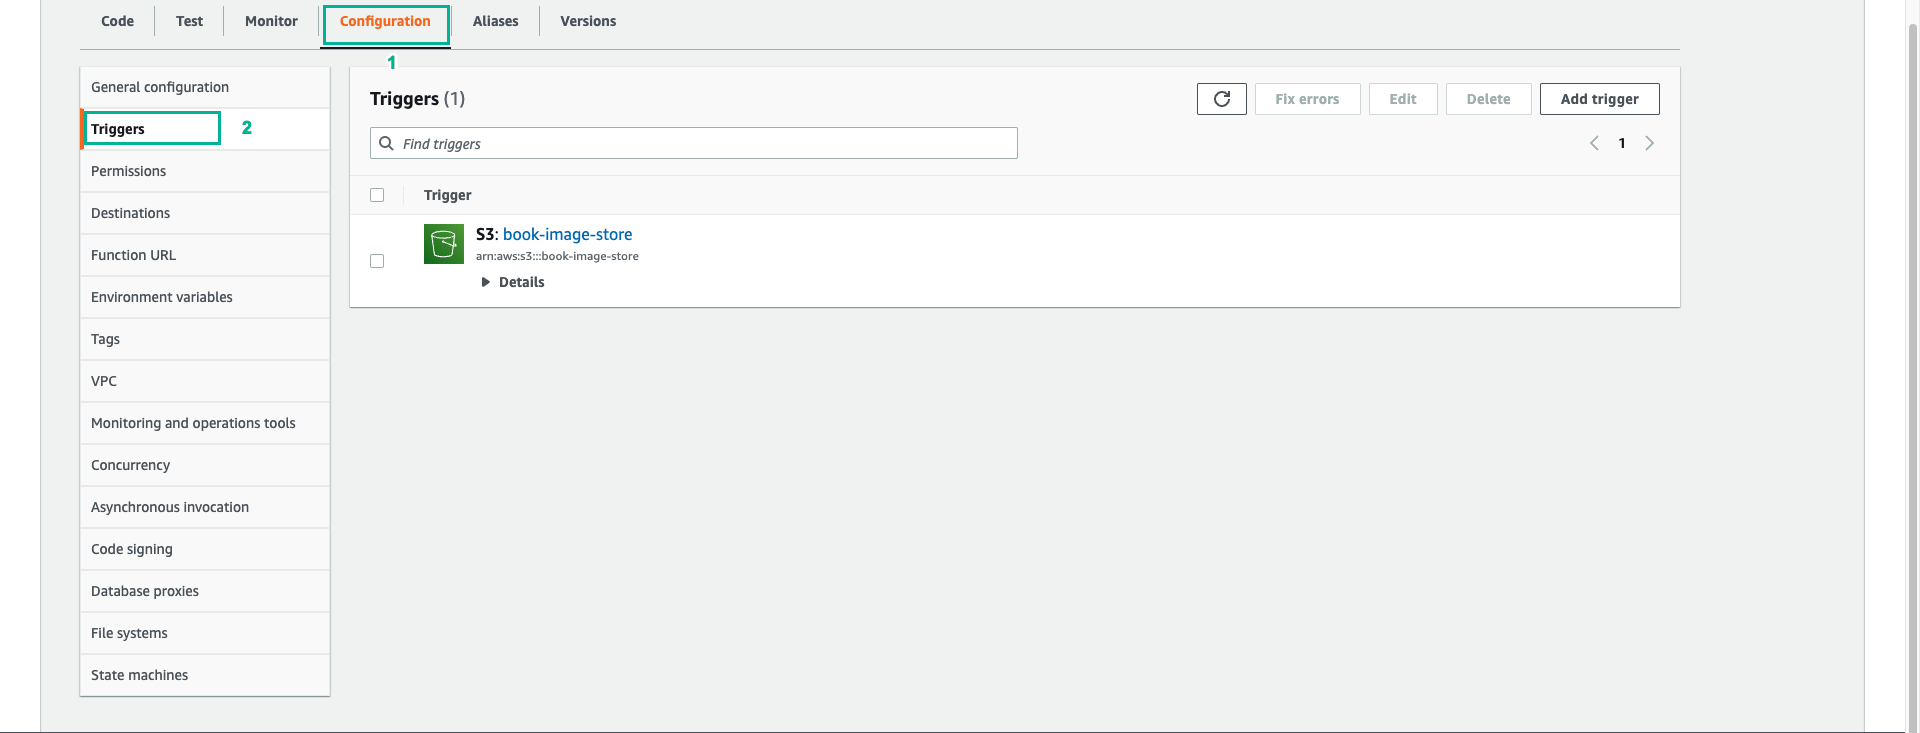 Code Test Monitor Configuration Aliases Versions
1
General configuration
Triggers 2
Permissions
Destinations
Function URL
Environment variables
Tags
VPC
Monitoring and operations tools
Concurrency
Asynchronous invocation
Code signing
Database proxies
File systems
State machines
Triggers (1)
Fix errors Edit Delete Add trigger
Find triggers
1
Trigger
S3: book-image-store
arn:aws:s3:::book-image-store
Details